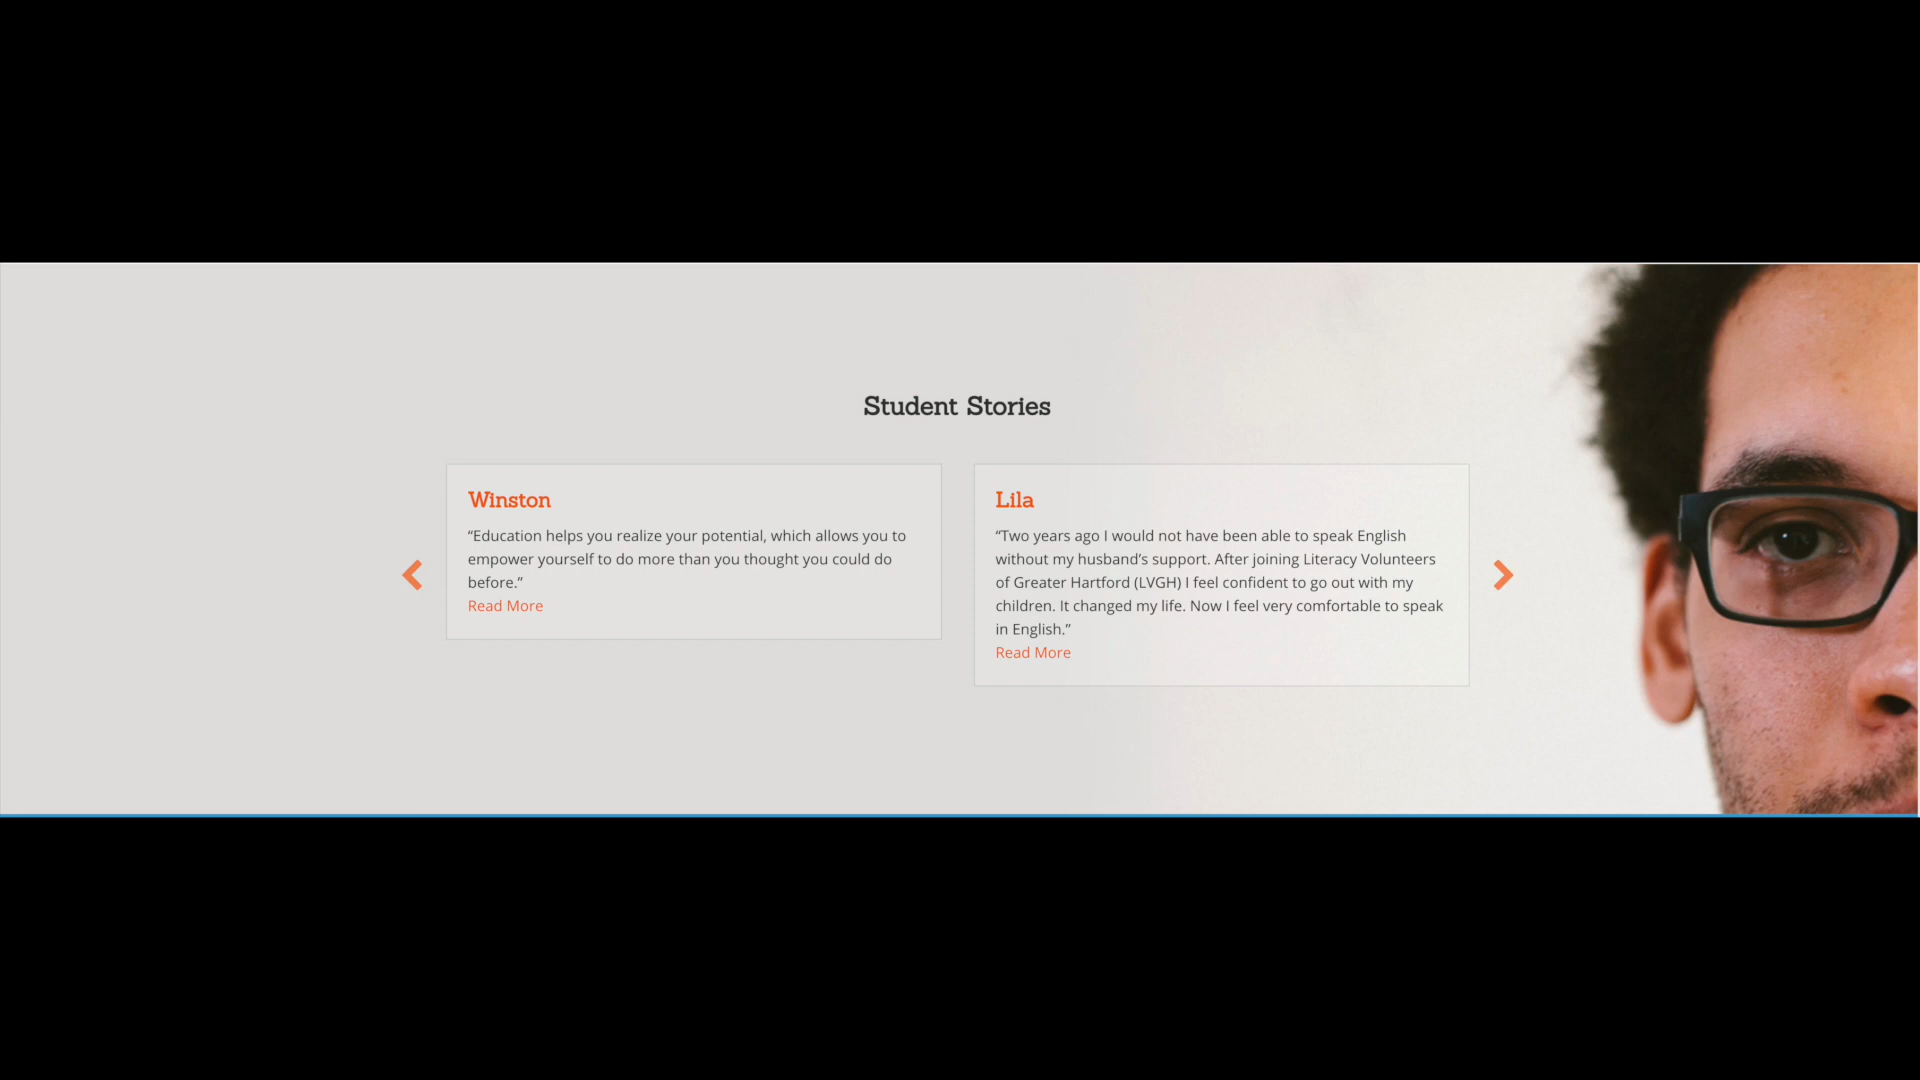 Student Stories
Winston
“Education helps you realize your potential, which allows you to
empower yourself to do more than you thought you could do
before.”
Read More
Lila
“Two years ago I would not have been able to speak English
without my husband’s support. After joining Literacy Volunteers
of Greater Hartford (LVGH) I feel confident to go out with my
children. It changed my life. Now I feel very comfortable to speak
in English.”
Read More